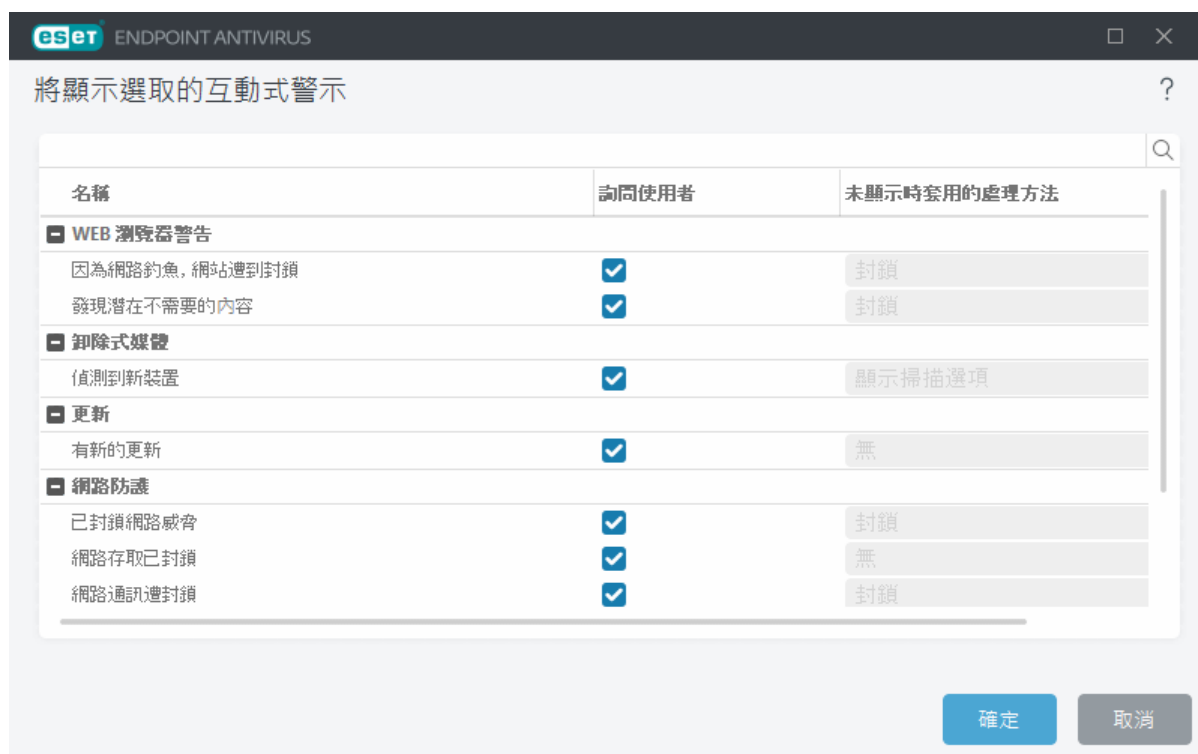 eset ENDPOINT ANTIVIRUS
將顯示選取的互動式警示 ?
名稱 詢問使用者 未顯示時套用的處理方法
WEB 瀏覽器警告
因為網路釣魚,網站遭到封鎖 封鎖
發現潛在不需要的內容 封鎖
卸除式媒體
偵測到新裝置 顯示掃描選項
更新
有新的更新 無
網路防護
已封鎖網路威脅 封鎖
網路存取已封鎖 無
網路通訊遭封鎖 封鎖
確定 取消